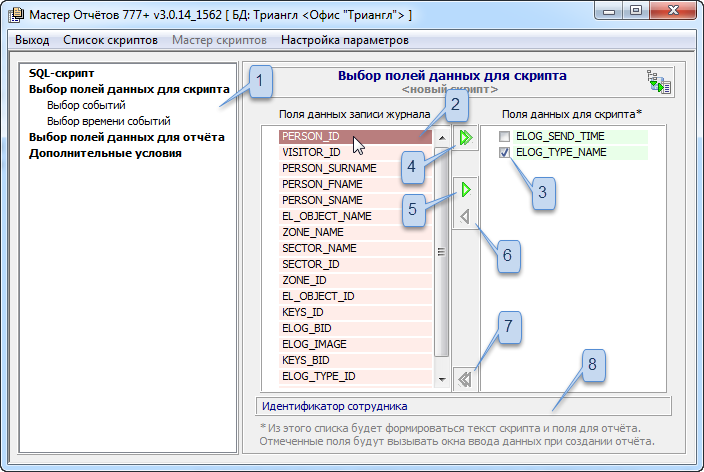 Мастер Отчётов 777+ v3.0.14_1562 [ БД: Триангл <Офис "Триангл"> ]
Выход Список скриптов Мастер скриптов Настройка параметров
SQL-скрипт
Выбор полей данных для скрипта
Выбор событий
Выбор времени событий
Выбор полей данных для отчёта
Дополнительные условия
1
Выбор полей данных для скрипта
<новый скрипт>
Поля данных записи журнала
2
PERSON_ID
VISITOR_ID
PERSON_SURNAME
PERSON_FNAME
PERSON_SNAME
EL_OBJECT_NAME
ZONE_NAME
SECTOR_NAME
SECTOR_ID
ZONE_ID
EL_OBJECT_ID
KEYS_ID
ELOG_BID
ELOG_IMAGE
KEYS_BID
ELOG_TYPE_ID
4
5
6
7
Поля данных для скрипта*
ELOG_SEND_TIME
ELOG_TYPE_NAME
3
8
Идентификатор сотрудника
* Из этого списка будет формироваться текст скрипта и поля для отчёта.
Отмеченные поля будут вызывать окна ввода данных при создании отчёта.